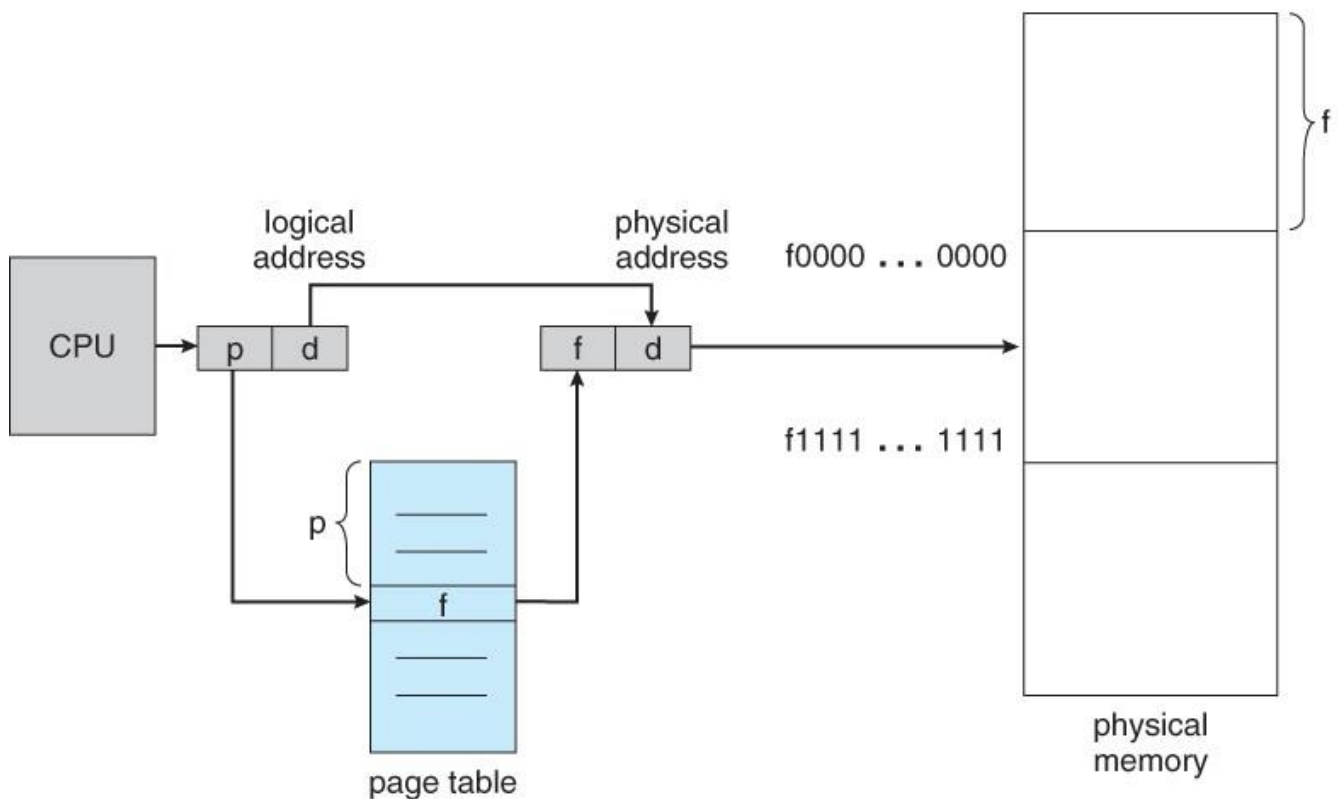 f
logical
address
physical
address
f0000 ... 0000
CPU
p
d
f
d
f1111 ... 1111
p
f
page table
physical
memory